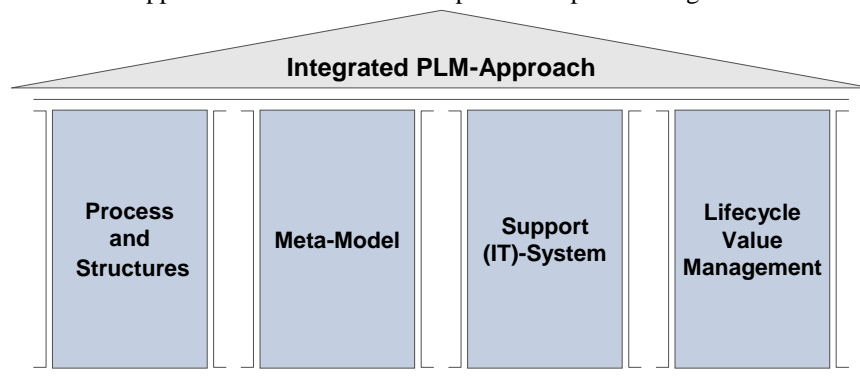 Integrated PLM-Approach
Process
and
Structures
Meta-Model
Support
(IT)-System
Lifecycle
Value
Management